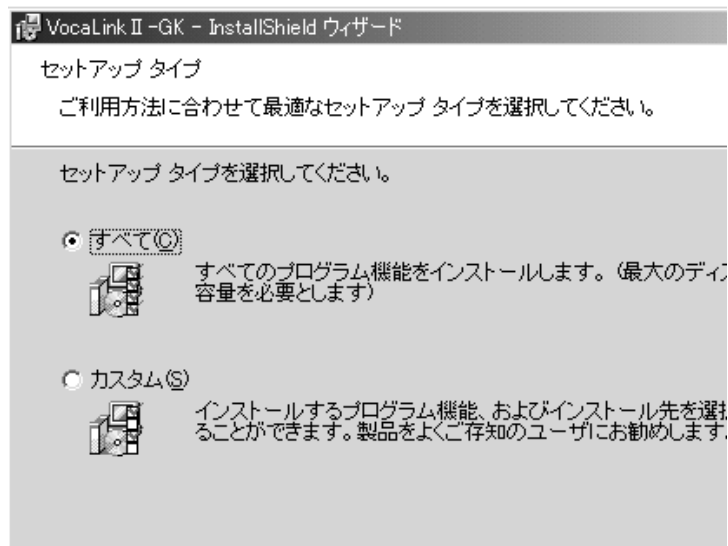 VocaLink Ⅱ -GK - InstallShield ウィザード
セットアップ タイプ
ご利用方法に合わせて最適なセットアップ タイプを選択してください。
セットアップ タイプを選択してください。
すべて(C)
すべてのプログラム機能をインストールします。(最大のディス
容量を必要とします)
カスタム(S)
インストールするプログラム機能、およびインストール先を選択
ることができます。製品をよくご存知のユーザにお勧めします。